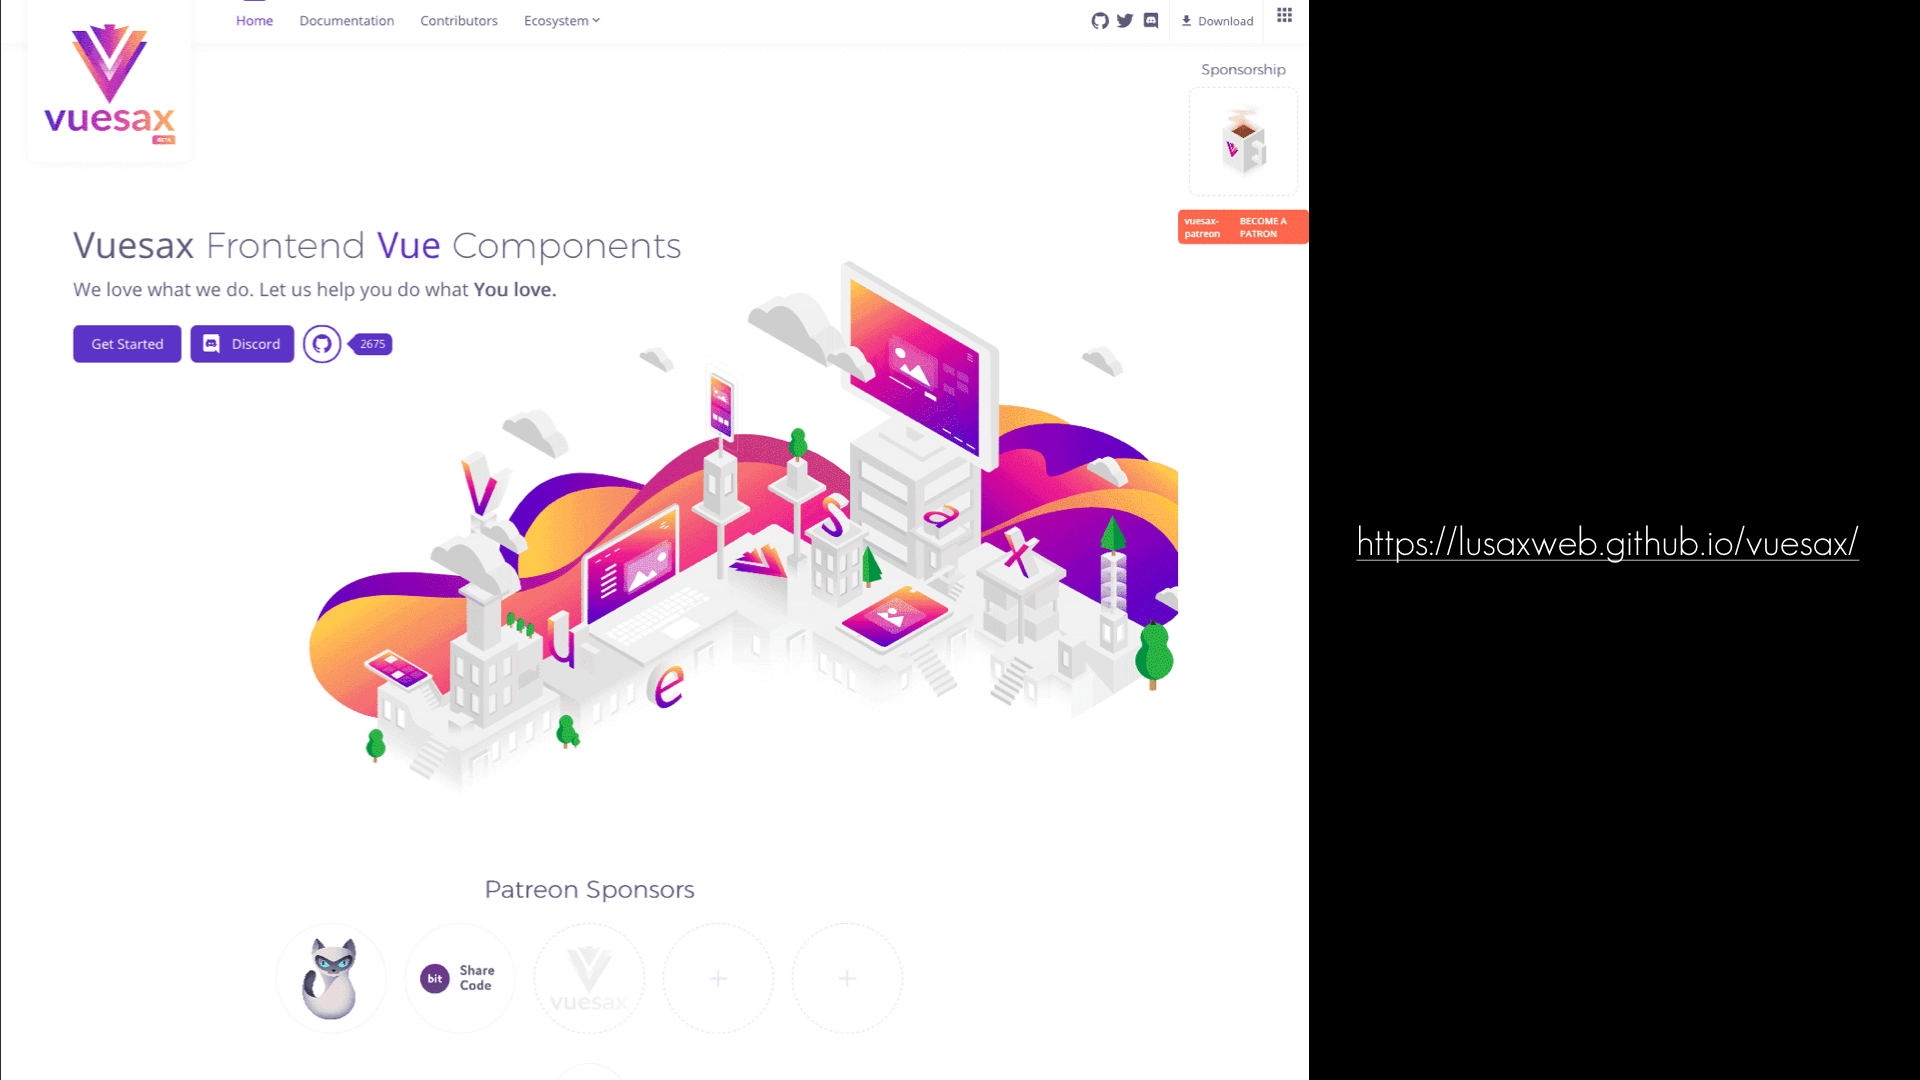 Home Documentation Contributors Ecosystem
Download
vuesax
BETA
Sponsorship
vuesax-patreon BECOME A PATRON
Vuesax Frontend Vue Components
We love what we do. Let us help you do what You love.
Get Started Discord 2675
V
u
e
s
a
x
https://lusaxweb.github.io/vuesax/
Patreon Sponsors
bit Share Code
vuesax